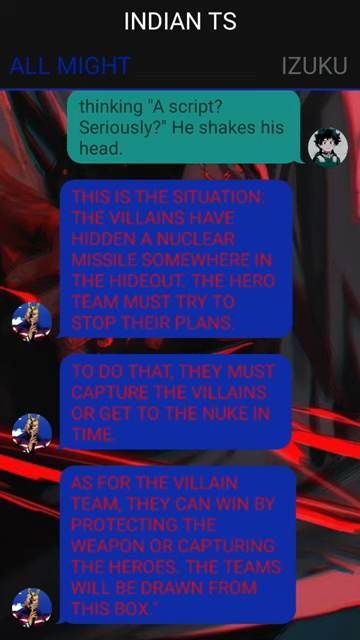 INDIAN TS
ALL MIGHT IZUKU
thinking "A script?
Seriously?" He shakes his
head.
THIS IS THE SITUATION:
THE VILLAINS HAVE
HIDDEN A NUCLEAR
MISSILE SOMEWHERE IN
THE HIDEOUT. THE HERO
TEAM MUST TRY TO
STOP THEIR PLANS.
TO DO THAT, THEY MUST
CAPTURE THE VILLAINS
OR GET TO THE NUKE IN
TIME.
AS FOR THE VILLAIN
TEAM, THEY CAN WIN BY
PROTECTING THE
WEAPON OR CAPTURING
THE HEROES. THE TEAMS
WILL BE DRAWN FROM
THIS BOX."